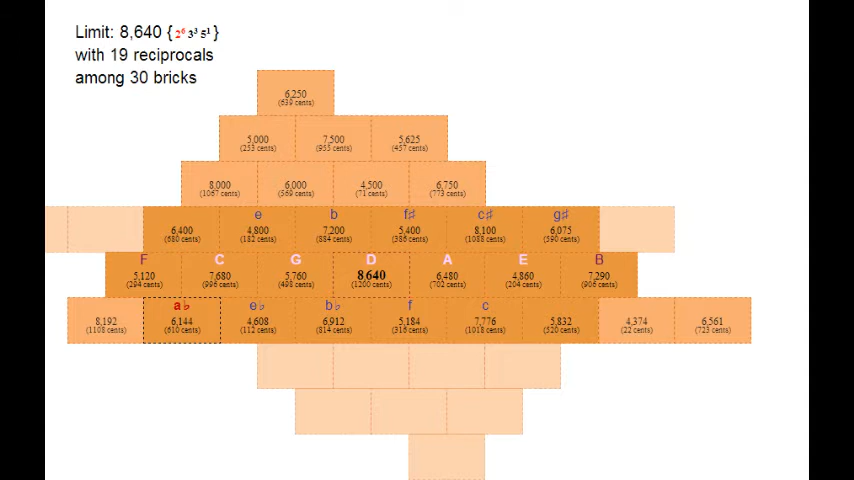 Limit: 8,640 {2⁶ 3³ 5¹}
with 19 reciprocals
among 30 bricks
6,250
(639 cents)
5,000 7,500 5,625
(253 cents) (955 cents) (457 cents)
8,000 6,000 4,500 6,750
(1067 cents) (569 cents) (71 cents) (773 cents)
e b f♯ c♯ g♯
6,400 4,800 7,200 5,400 8,100 6,075
(680 cents) (182 cents) (884 cents) (386 cents) (1088 cents) (590 cents)
F C G D A E B
5,120 7,680 5,760 8,640 6,480 4,860 7,290
(294 cents) (996 cents) (498 cents) (1200 cents) (702 cents) (204 cents) (906 cents)
a♭ e♭ b♭ f c
8,192 6,144 4,608 6,912 5,184 7,776 5,832 4,374 6,561
(1108 cents) (610 cents) (112 cents) (814 cents) (316 cents) (1018 cents) (520 cents) (22 cents) (723 cents)